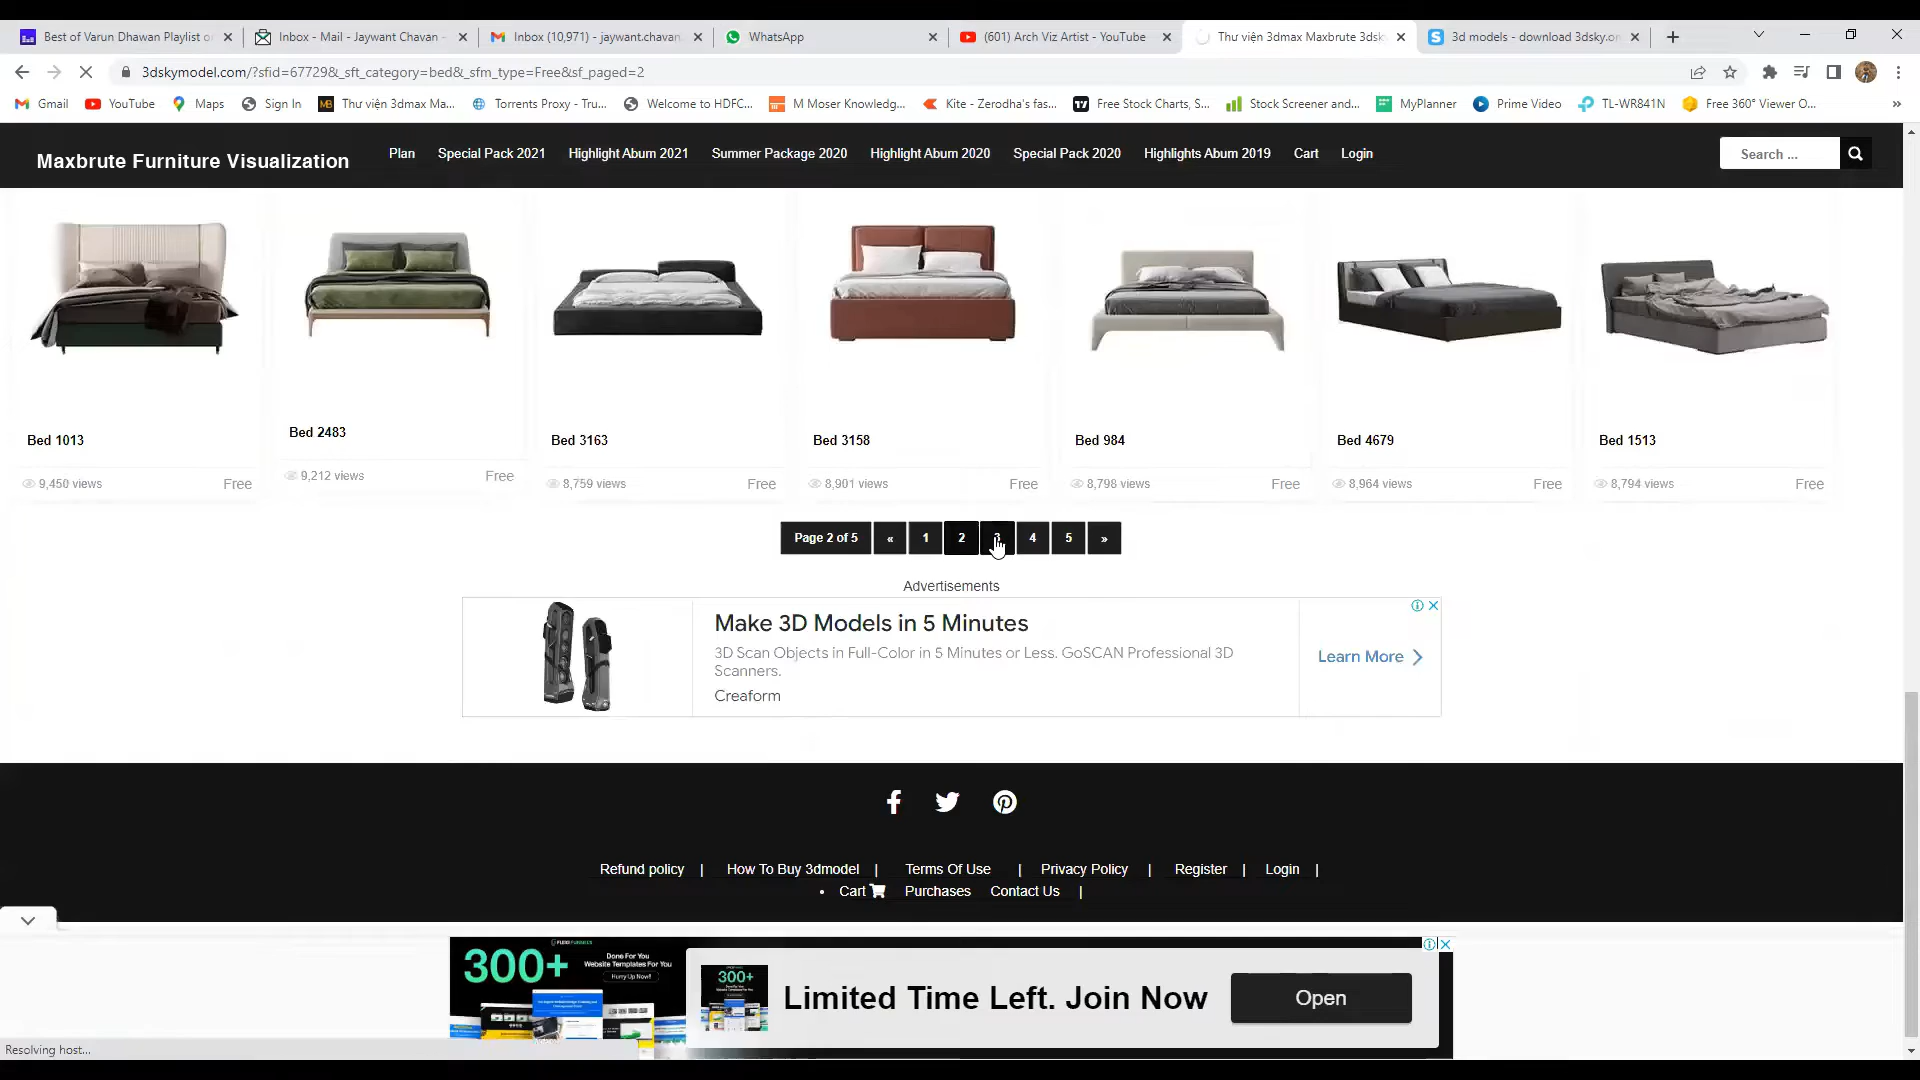 Best of Varun Dhawan Playlist o
Inbox - Mail - Jaywant Chavan -
Inbox (10,971) - jaywant.chavan.
WhatsApp
(601) Arch Viz Artist - YouTube
Thư viện 3dmax Maxbrute 3dsk
3d models - download 3dsky.or
3dskymodel.com/?sfid=67729&_sft_category=bed&_sfm_type=Free&sf_paged=2
Gmail
YouTube
Maps
Sign In
Thư viện 3dmax Ma...
Torrents Proxy - Tru...
Welcome to HDFC...
M Moser Knowledg...
Kite - Zerodha's fas...
Free Stock Charts, S...
Stock Screener and...
MyPlanner
Prime Video
TL-WR841N
Free 360° Viewer O...
»
Maxbrute Furniture Visualization
Plan
Special Pack 2021
Highlight Abum 2021
Summer Package 2020
Highlight Abum 2020
Special Pack 2020
Highlights Abum 2019
Cart
Login
Search ...
Bed 1013
9,450 views
Free
Bed 2483
9,212 views
Free
Bed 3163
8,759 views
Free
Bed 3158
8,901 views
Free
Bed 984
8,798 views
Free
Bed 4679
8,964 views
Free
Bed 1513
8,794 views
Free
Page 2 of 5 « 1 2 3 4 5 »
Advertisements
Make 3D Models in 5 Minutes
3D Scan Objects in Full-Color in 5 Minutes or Less. GoSCAN Professional 3D
Scanners.
Creaform
Learn More
Refund policy | How To Buy 3dmodel | Terms Of Use | Privacy Policy | Register | Login |
• Cart Purchases Contact Us |
300+
Done For You
Website Templates For You
Hurry Up Now!!
300+
Limited Time Left. Join Now
Open
Resolving host...